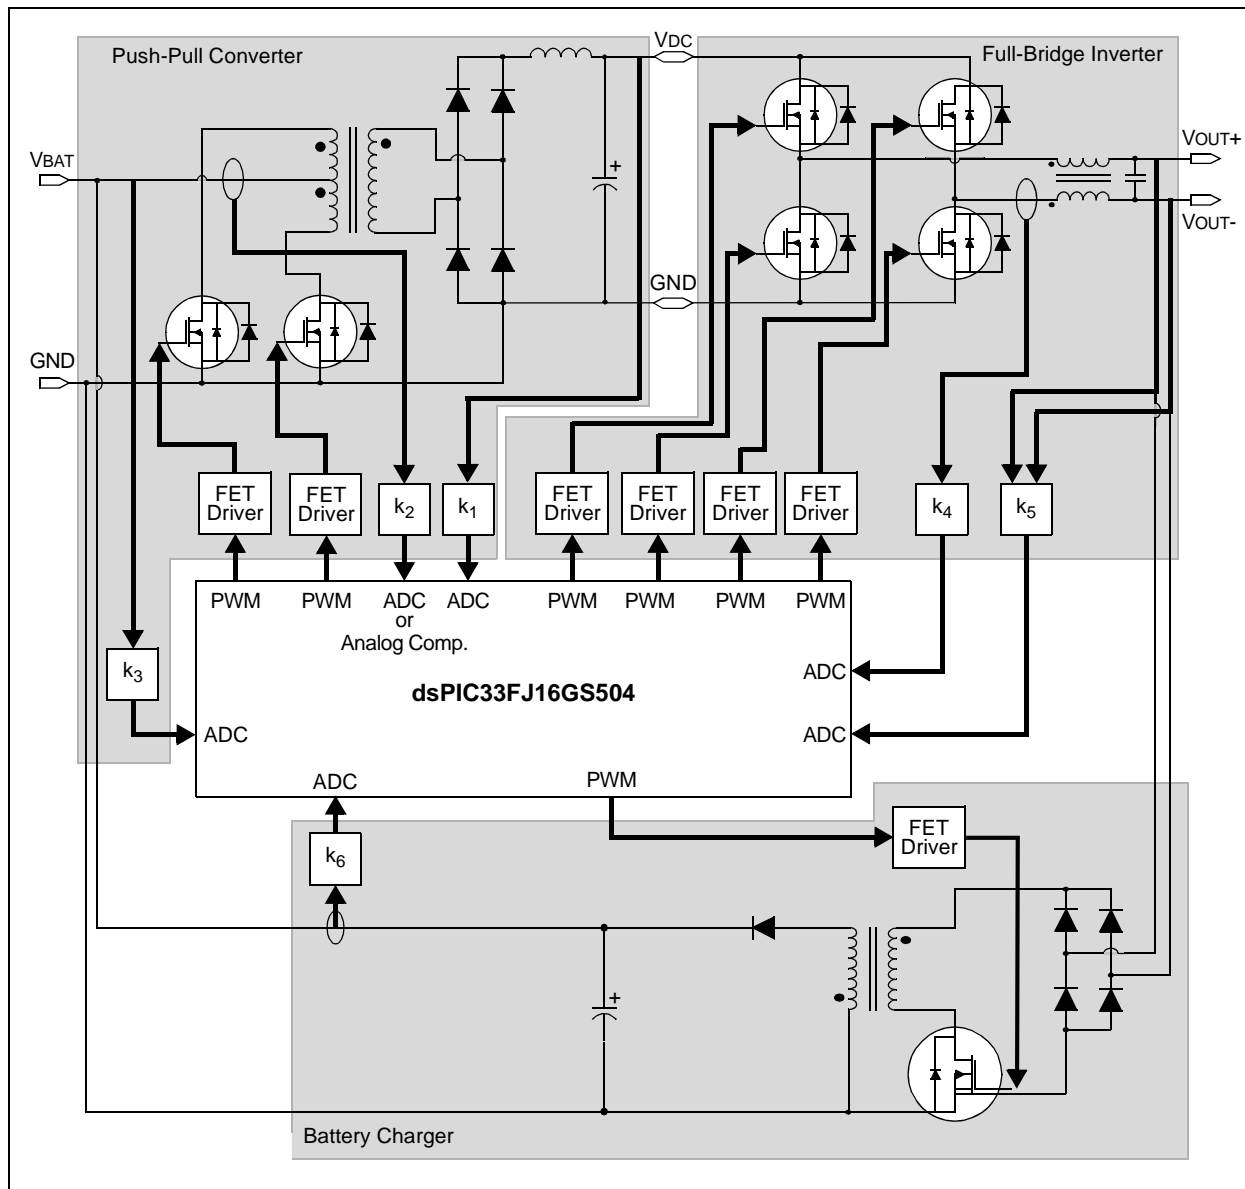 Push-Pull Converter
VDC
Full-Bridge Inverter
+
VBAT
VOUT+
VOUT-
GND
GND
FET
Driver
FET
Driver
k2
k1
FET
Driver
FET
Driver
FET
Driver
FET
Driver
k4
k5
PWM
PWM
ADC
or
Analog Comp.
ADC
PWM
PWM
PWM
PWM
k3
dsPIC33FJ16GS504
ADC
ADC
ADC
ADC
PWM
k6
FET
Driver
+
Battery Charger